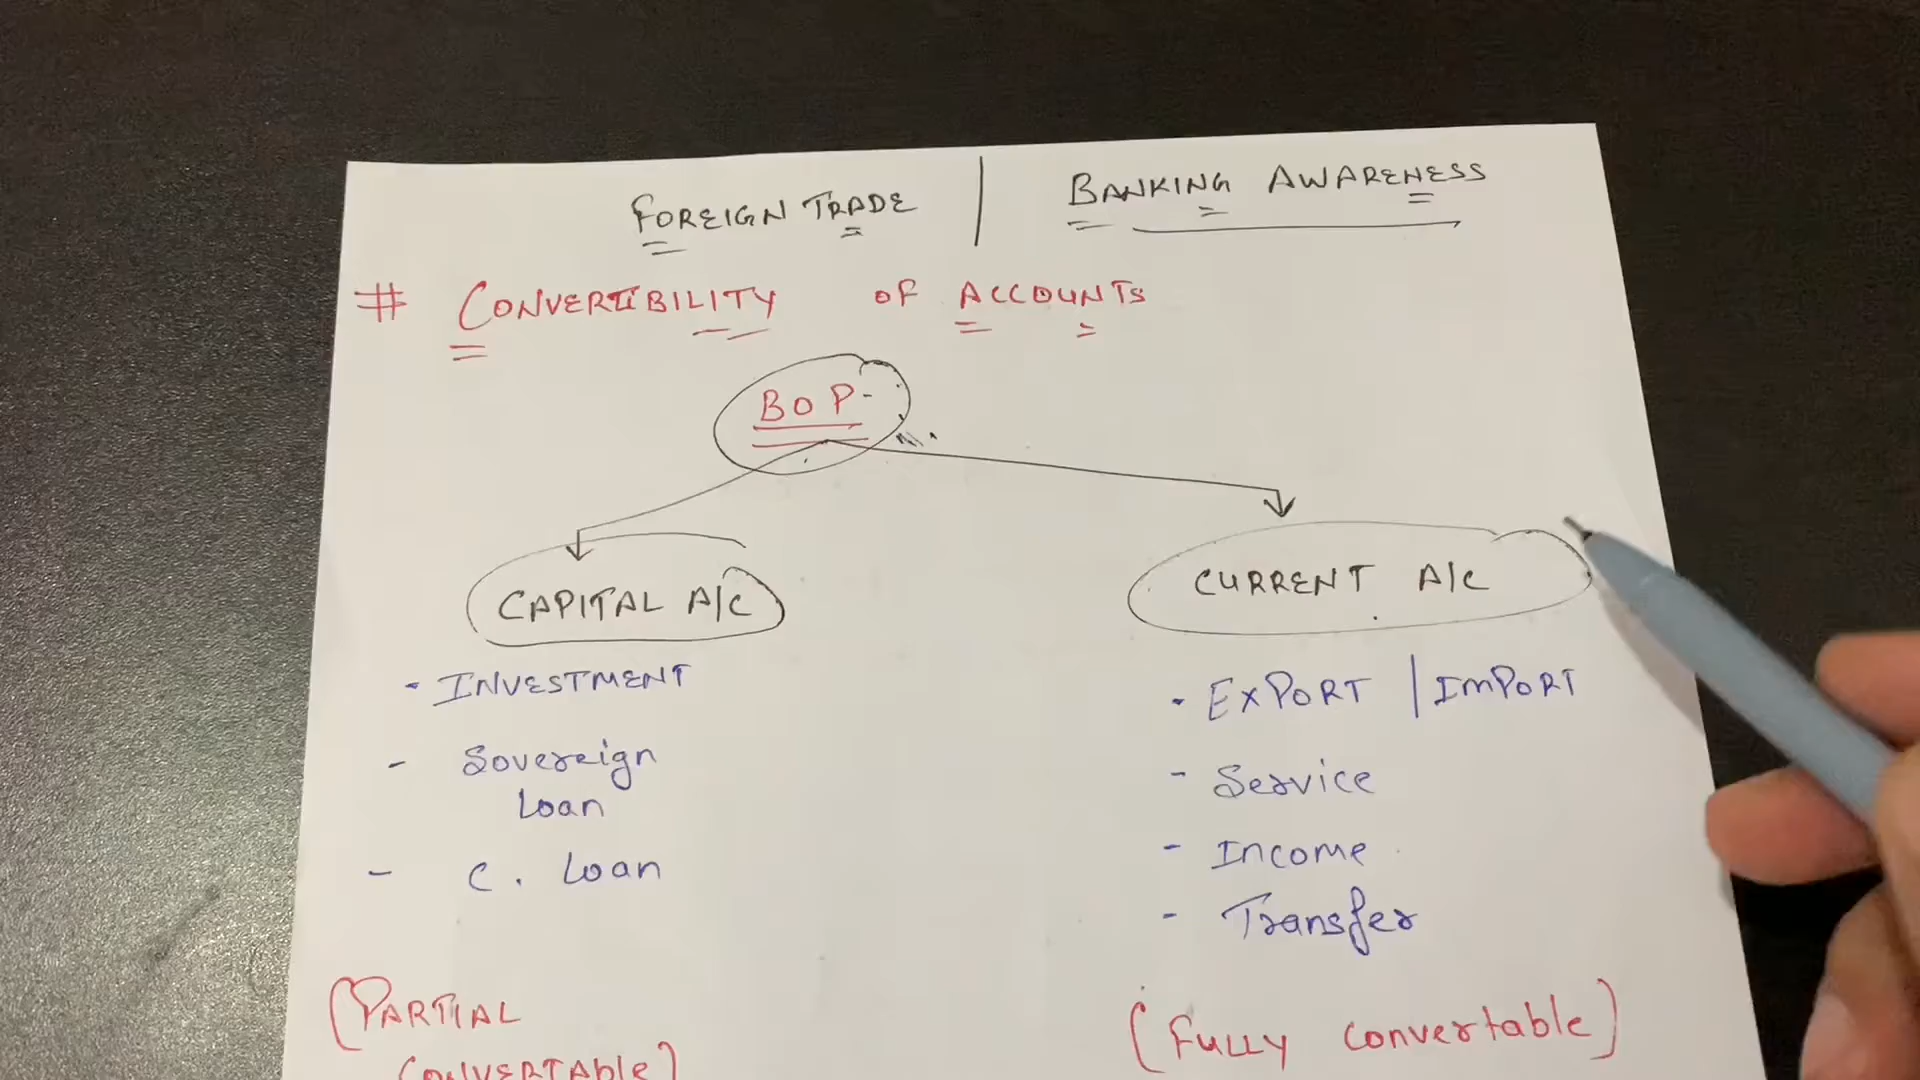 FOREIGN TRADE | BANKING AWARENESS
# CONVERTIBILITY OF ACCOUNTS
BOP
CAPITAL A/C
- INVESTMENT
- Sovereign
Loan
- C. Loan
(PARTIAL
CONVERTABLE)
CURRENT A/C
- EXPORT / IMPORT
- Service
- Income
- Transfer
(Fully convertable)